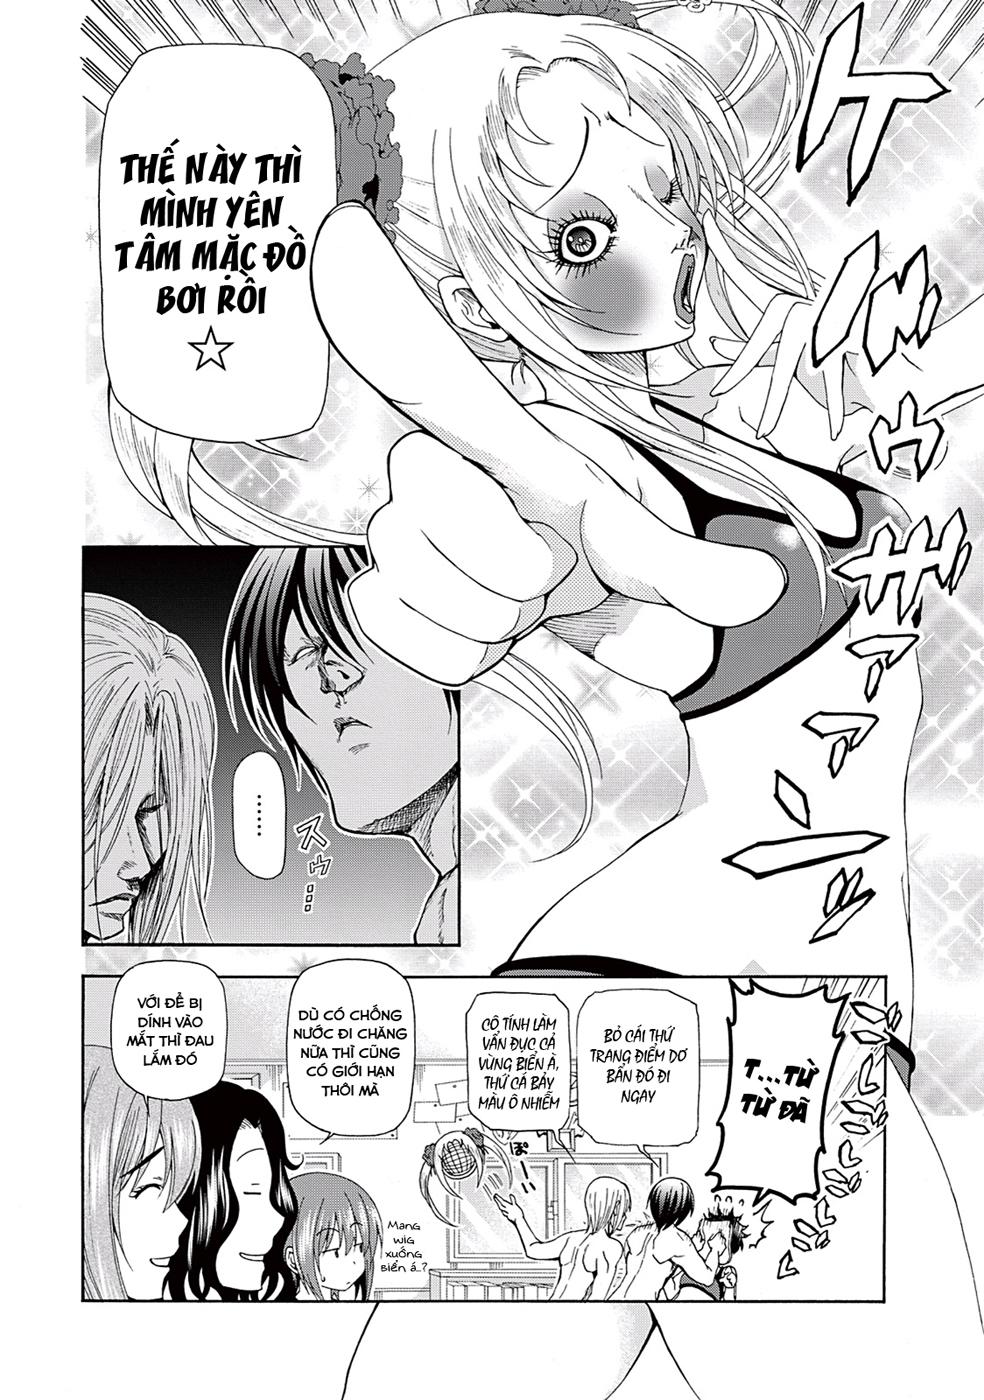 THẾ NÀY THÌ
MÌNH YÊN
TÂM MẶC ĐỒ
BƠI RỒI
☆
.......
スゥ...
VỚI ĐỂ BỊ
DÍNH VÀO
MẮT THÌ ĐAU
LẮM ĐÓ
DÙ CÓ CHỐNG
NƯỚC ĐI CHĂNG
NỮA THÌ CŨNG
CÓ GIỚI HẠN
THÔI MÀ
CÔ TÍNH LÀM
VẨN ĐỤC CẢ
VÙNG BIỂN À,
THỨ CÁ BẢY
MÀU Ô NHIỄM
BỎ CÁI THỨ
TRANG ĐIỂM DƠ
BẨN ĐÓ ĐI
NGAY
T...TỪ
TỪ ĐÃ
Mang
wig
xuống
biển á..?